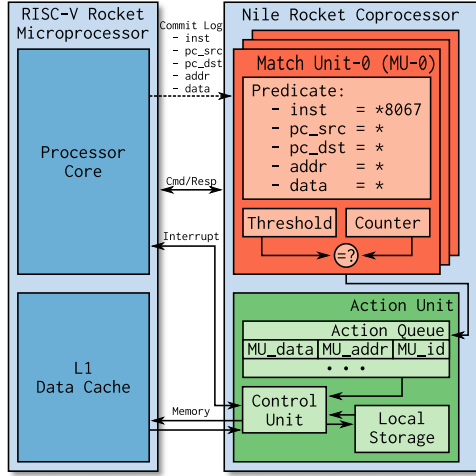 RISC-V Rocket
Microprocessor
Processor
Core
L1
Data Cache
Commit Log
- inst
- pc_src
- pc_dst
- addr
- data
Cmd/Resp
Interrupt
Memory
Nile Rocket Coprocessor
Match Unit-0 (MU-0)
Predicate:
- inst = *8067
- pc_src = *
- pc_dst = *
- addr = *
- data = *
Threshold
Counter
=?
Action Unit
Action Queue
MU_data MU_addr MU_id
• • •
Control
Unit
Local
Storage